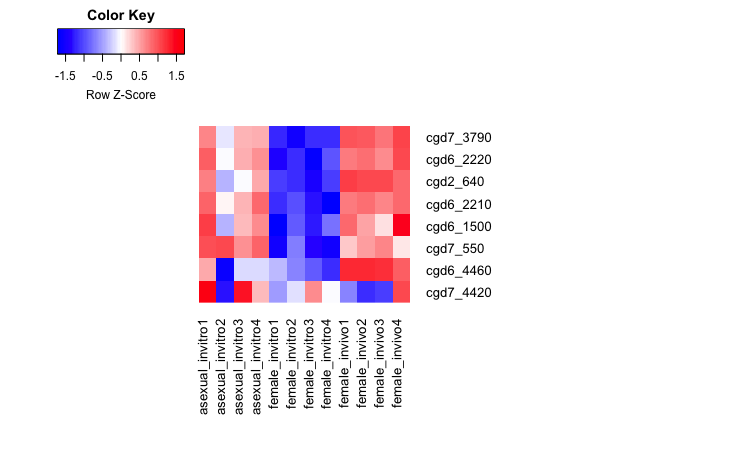 Color Key
-1.5 -0.5 0.5 1.5
Row Z-Score
cgd7_3790
cgd6_2220
cgd2_640
cgd6_2210
cgd6_1500
cgd7_550
cgd6_4460
cgd7_4420
asexual_invitro1
asexual_invitro2
asexual_invitro3
asexual_invitro4
female_invitro1
female_invitro2
female_invitro3
female_invitro4
female_invivo1
female_invivo2
female_invivo3
female_invivo4